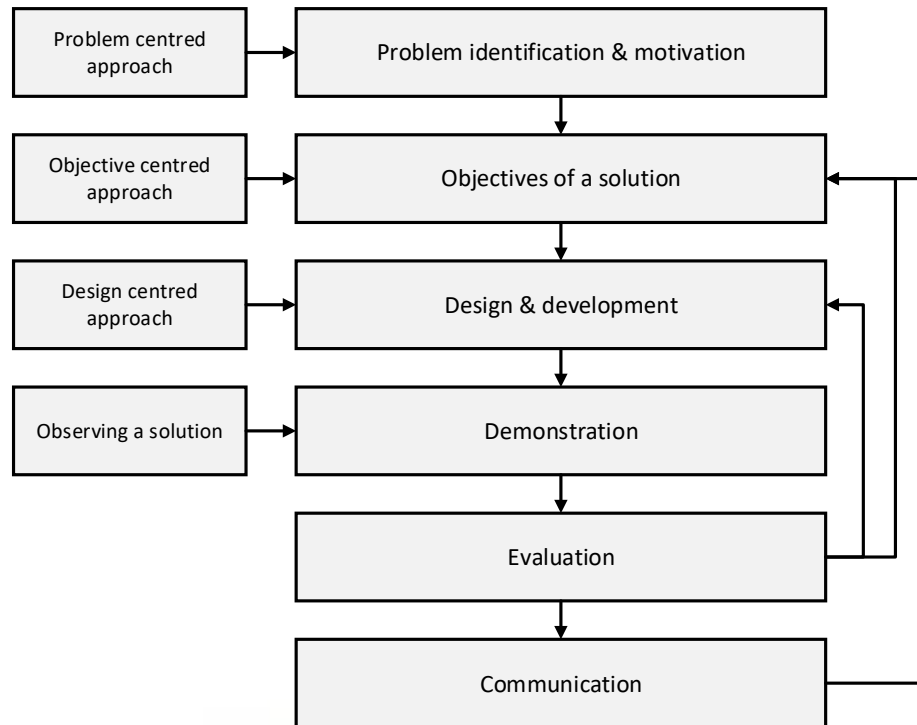 Problem centred
approach
Problem identification & motivation
Objective centred
approach
Objectives of a solution
Design centred
approach
Design & development
Observing a solution
Demonstration
Evaluation
Communication